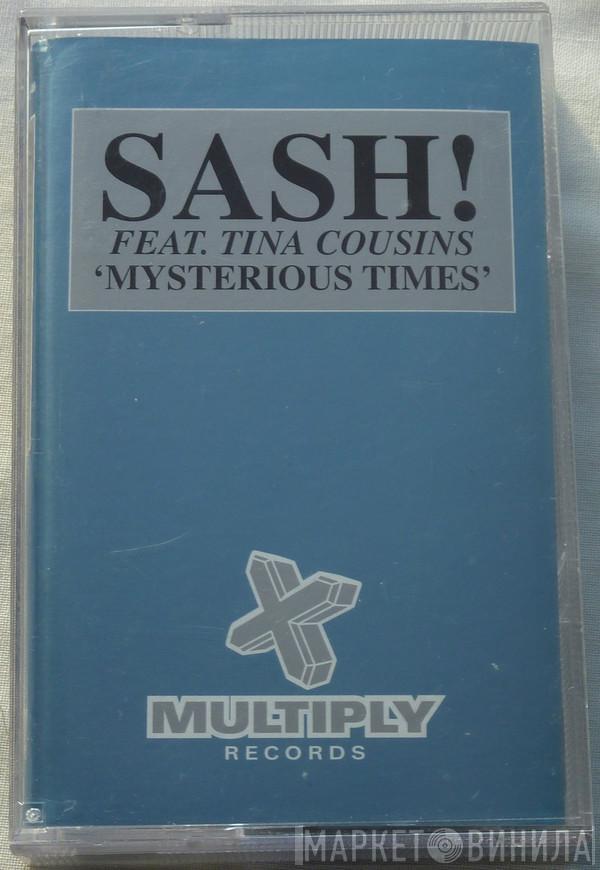 SASH!
FEAT. TINA COUSINS
‘MYSTERIOUS TIMES’
MULTIPLY
RECORDS
МАРКЕТ ВИНИЛА